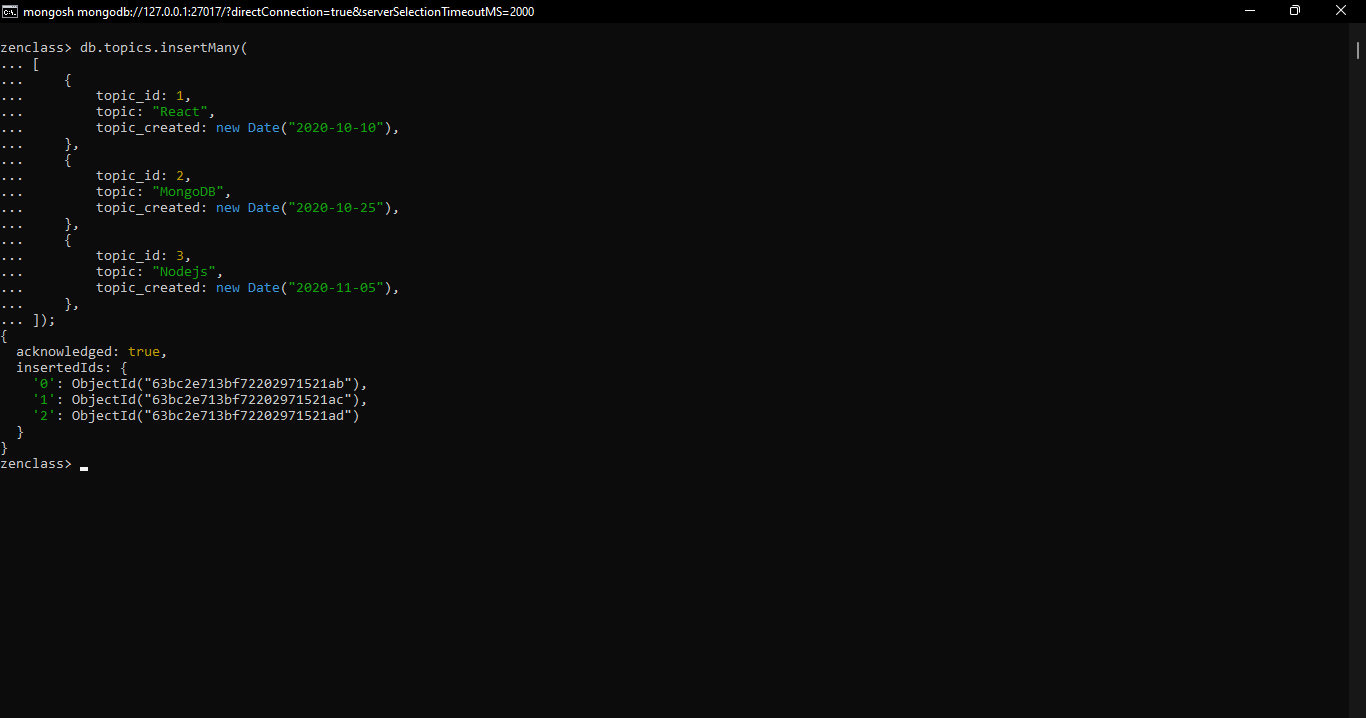 mongosh mongodb://127.0.0.1:27017/?directConnection=true&serverSelectionTimeoutMS=2000
zenclass> db.topics.insertMany(
... [
...     {
...         topic_id: 1,
...         topic: "React",
...         topic_created: new Date("2020-10-10"),
...     },
...     {
...         topic_id: 2,
...         topic: "MongoDB",
...         topic_created: new Date("2020-10-25"),
...     },
...     {
...         topic_id: 3,
...         topic: "Nodejs",
...         topic_created: new Date("2020-11-05"),
...     },
... ]);
{
  acknowledged: true,
  insertedIds: {
    '0': ObjectId("63bc2e713bf72202971521ab"),
    '1': ObjectId("63bc2e713bf72202971521ac"),
    '2': ObjectId("63bc2e713bf72202971521ad")
  }
}
zenclass>